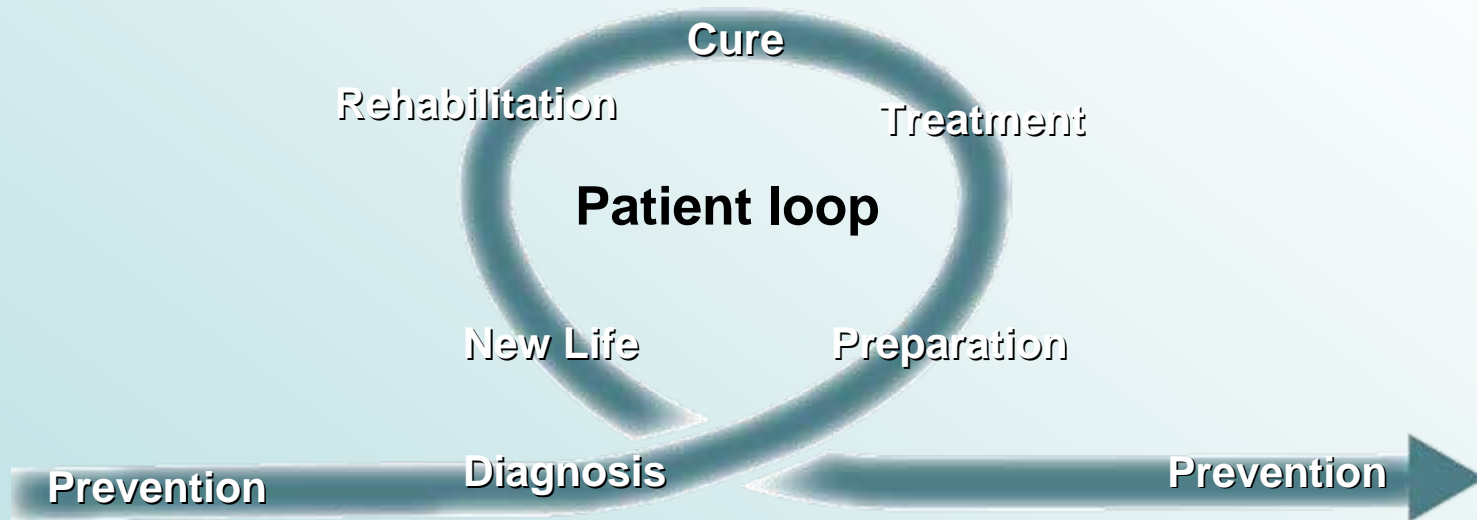 Cure
Rehabilitation
Treatment
Patient loop
New Life
Preparation
Prevention
Diagnosis
Prevention